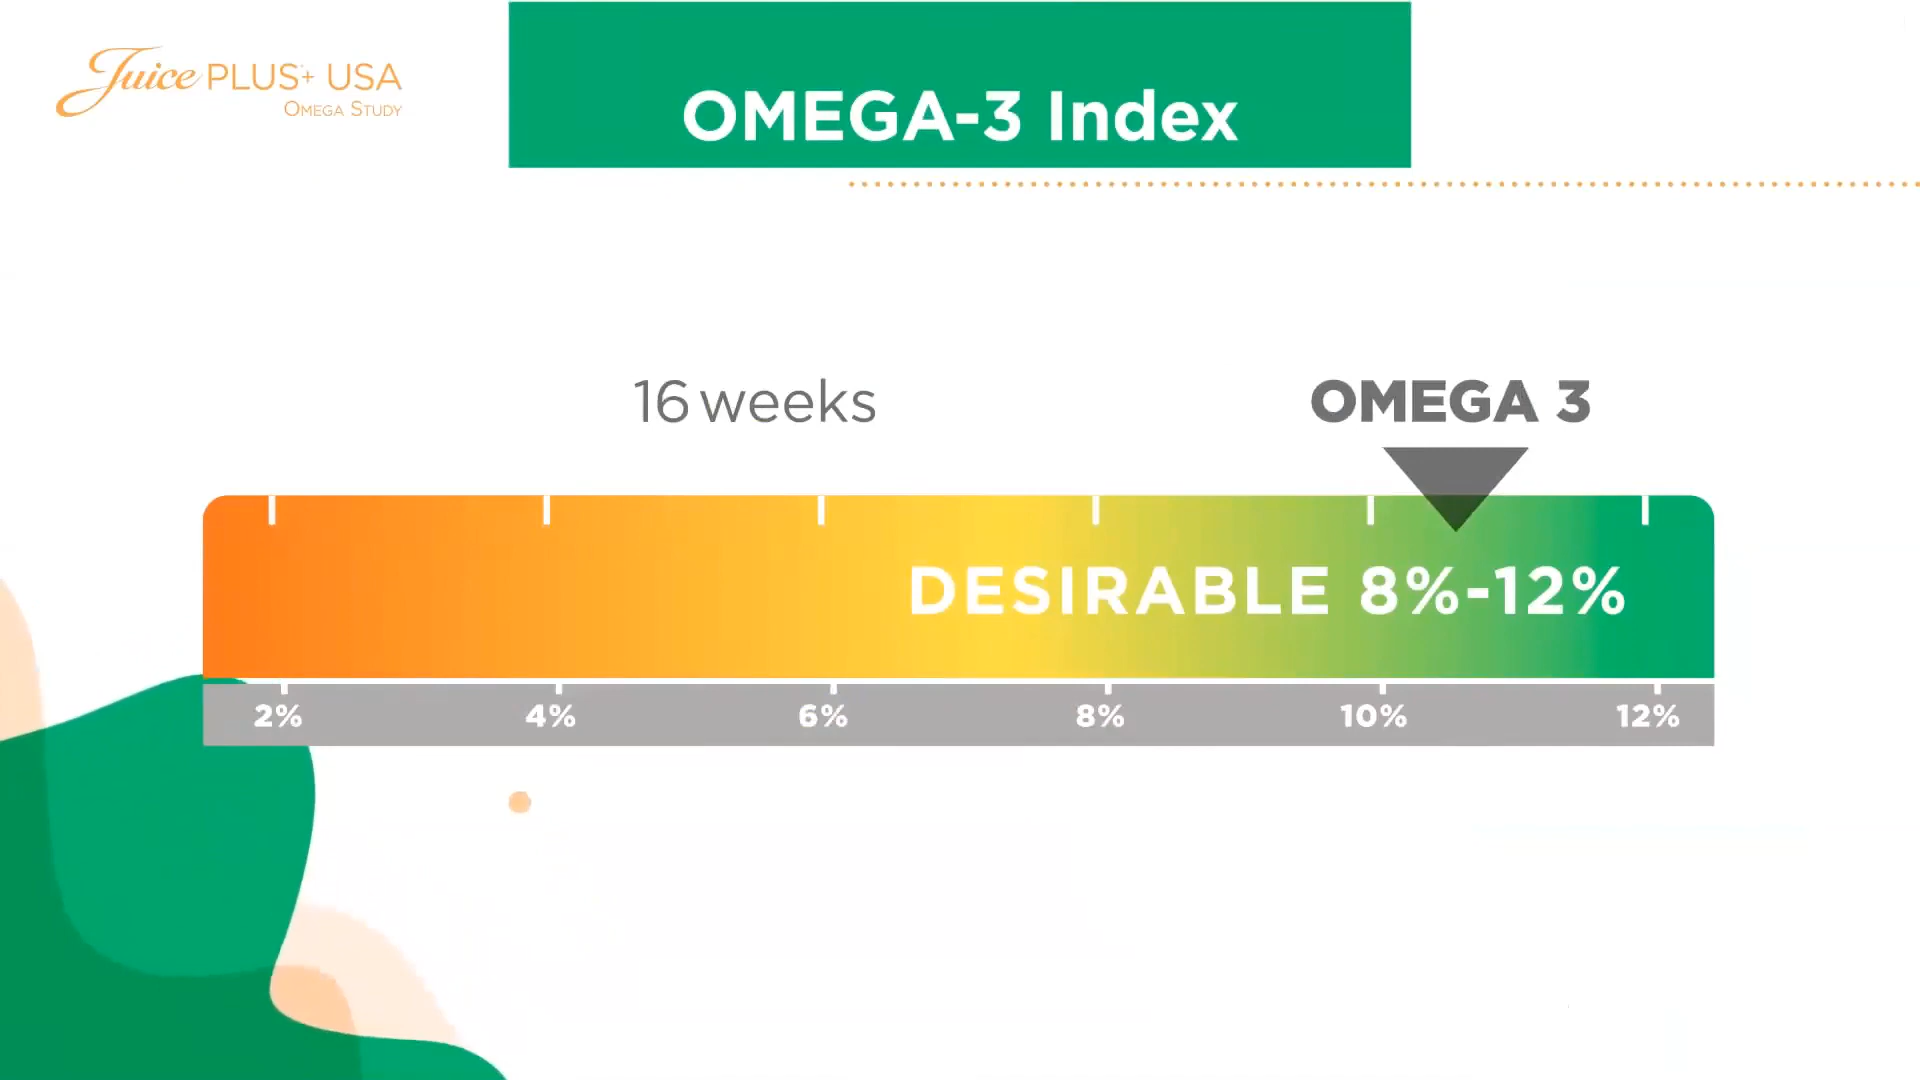 Juice PLUS+ USA
OMEGA STUDY
OMEGA-3 Index
16 weeks
OMEGA 3
DESIRABLE 8%-12%
2% 4% 6% 8% 10% 12%